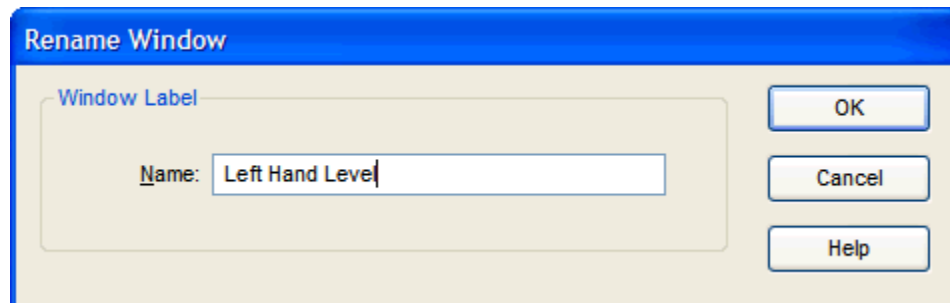 Rename Window
Window Label
Name: Left Hand Level
OK
Cancel
Help